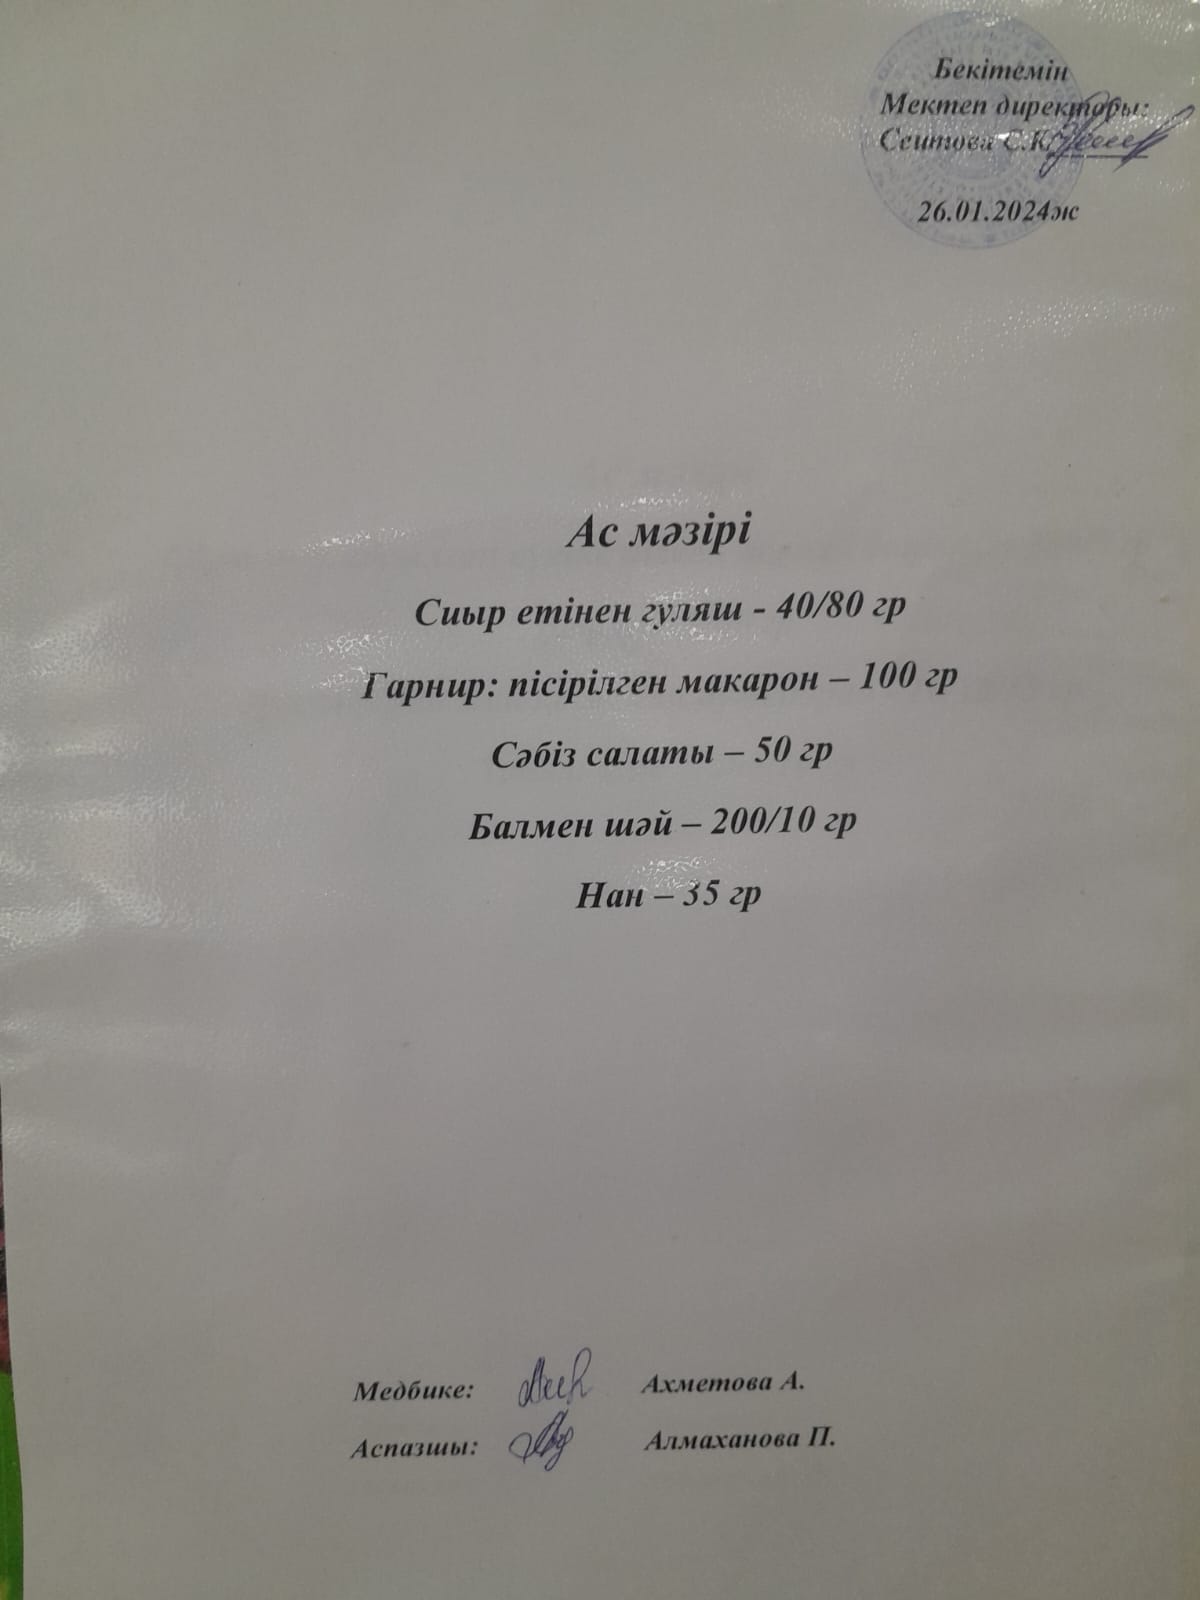 Бекітемін
Мектеп директоры:
Сеитова С.К.
26.01.2024ж
Ас мәзірі
Сиыр етінен гуляш - 40/80 гр
Гарнир: пісірілген макарон – 100 гр
Сәбіз салаты – 50 гр
Балмен шәй – 200/10 гр
Нан – 35 гр
Медбике: Ахметова А.
Аспазшы: Алмаханова П.